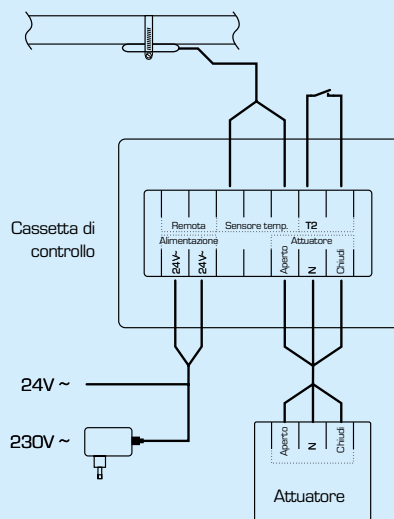 Cassetta di
controllo
Remota Sensore temp. T2
Alimentazione Attuatore
24V~ 24V~ Aperto N Chiudi
24V ~
230V ~
Aperto N Chiudi
Attuatore